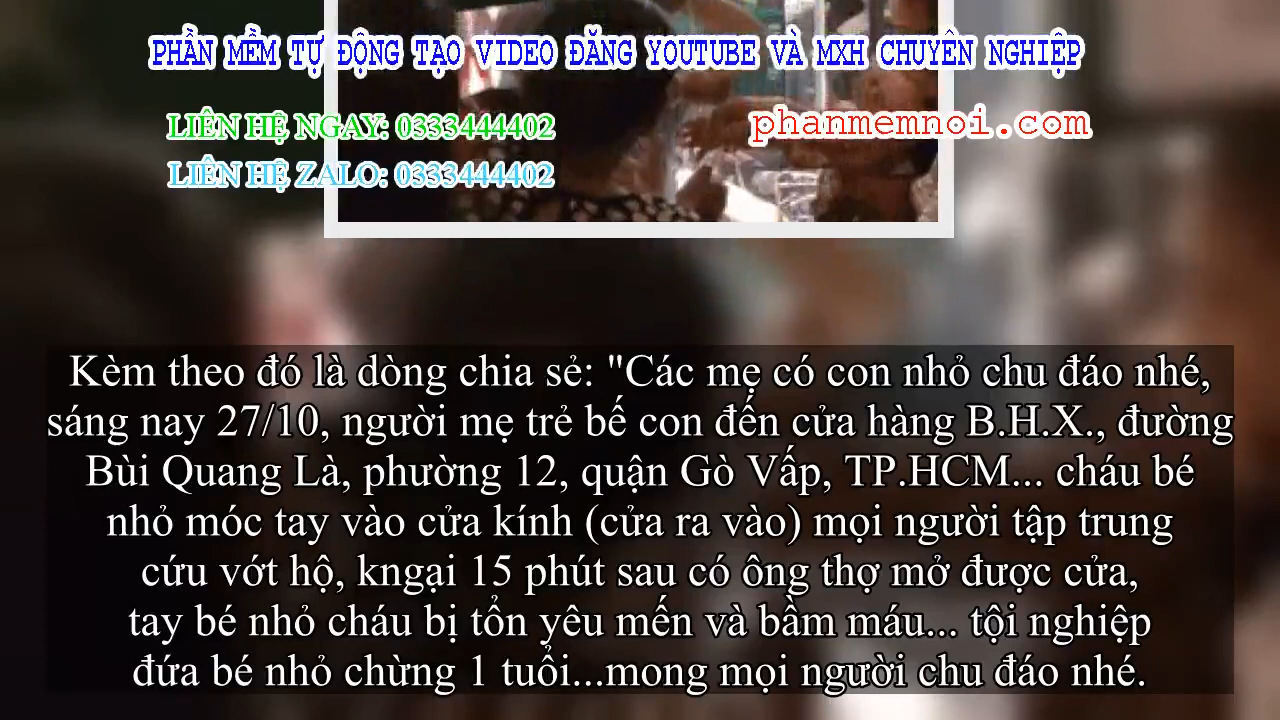 PHẦN MỀM TỰ ĐỘNG TẠO VIDEO ĐĂNG YOUTUBE VÀ MXH CHUYÊN NGHIỆP
LIÊN HỆ NGAY: 0333444402
phanmemnoi.com
LIÊN HỆ ZALO: 0333444402
Kèm theo đó là dòng chia sẻ: "Các mẹ có con nhỏ chu đáo nhé,
sáng nay 27/10, người mẹ trẻ bế con đến cửa hàng B.H.X., đường
Bùi Quang Là, phường 12, quận Gò Vấp, TP.HCM... cháu bé
nhỏ móc tay vào cửa kính (cửa ra vào) mọi người tập trung
cứu vớt hộ, kngại 15 phút sau có ông thợ mở được cửa,
tay bé nhỏ cháu bị tổn yêu mến và bầm máu... tội nghiệp
đứa bé nhỏ chừng 1 tuổi...mong mọi người chu đáo nhé.